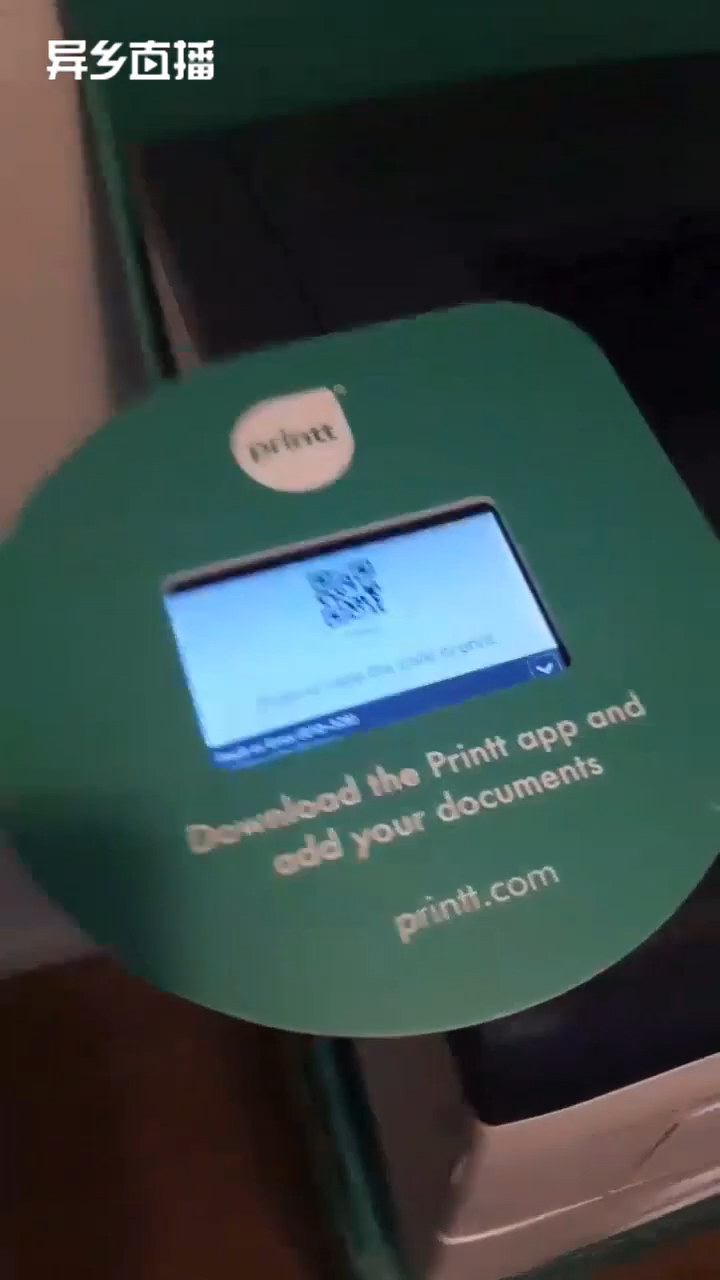 异乡直播
printt
Download the Printt app and
add your documents
printt.com